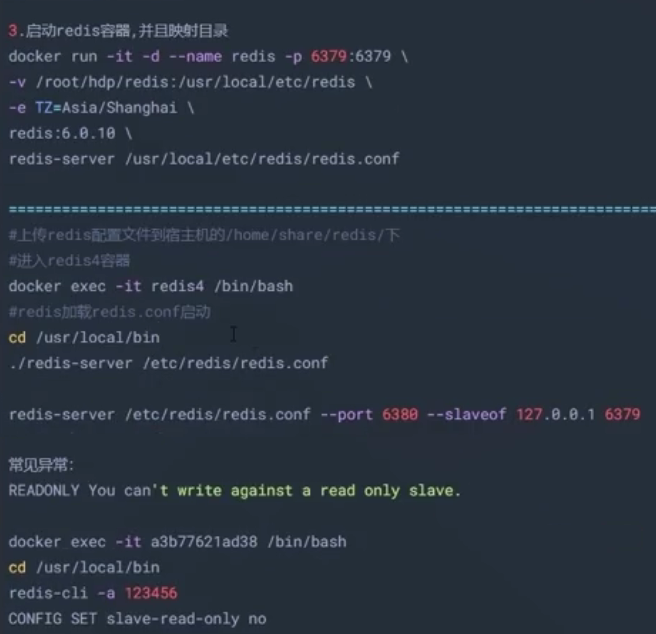 3.启动redis容器,并且映射目录
docker run -it -d --name redis -p 6379:6379 \
-v /root/hdp/redis:/usr/local/etc/redis \
-e TZ=Asia/Shanghai \
redis:6.0.10 \
redis-server /usr/local/etc/redis/redis.conf
================================================================================
#上传redis配置文件到宿主机的/home/share/redis/下
#进入redis4容器
docker exec -it redis4 /bin/bash
#redis加载redis.conf启动
cd /usr/local/bin
./redis-server /etc/redis/redis.conf
redis-server /etc/redis/redis.conf --port 6380 --slaveof 127.0.0.1 6379
常见异常:
READONLY You can't write against a read only slave.
docker exec -it a3b77621ad38 /bin/bash
cd /usr/local/bin
redis-cli -a 123456
CONFIG SET slave-read-only no